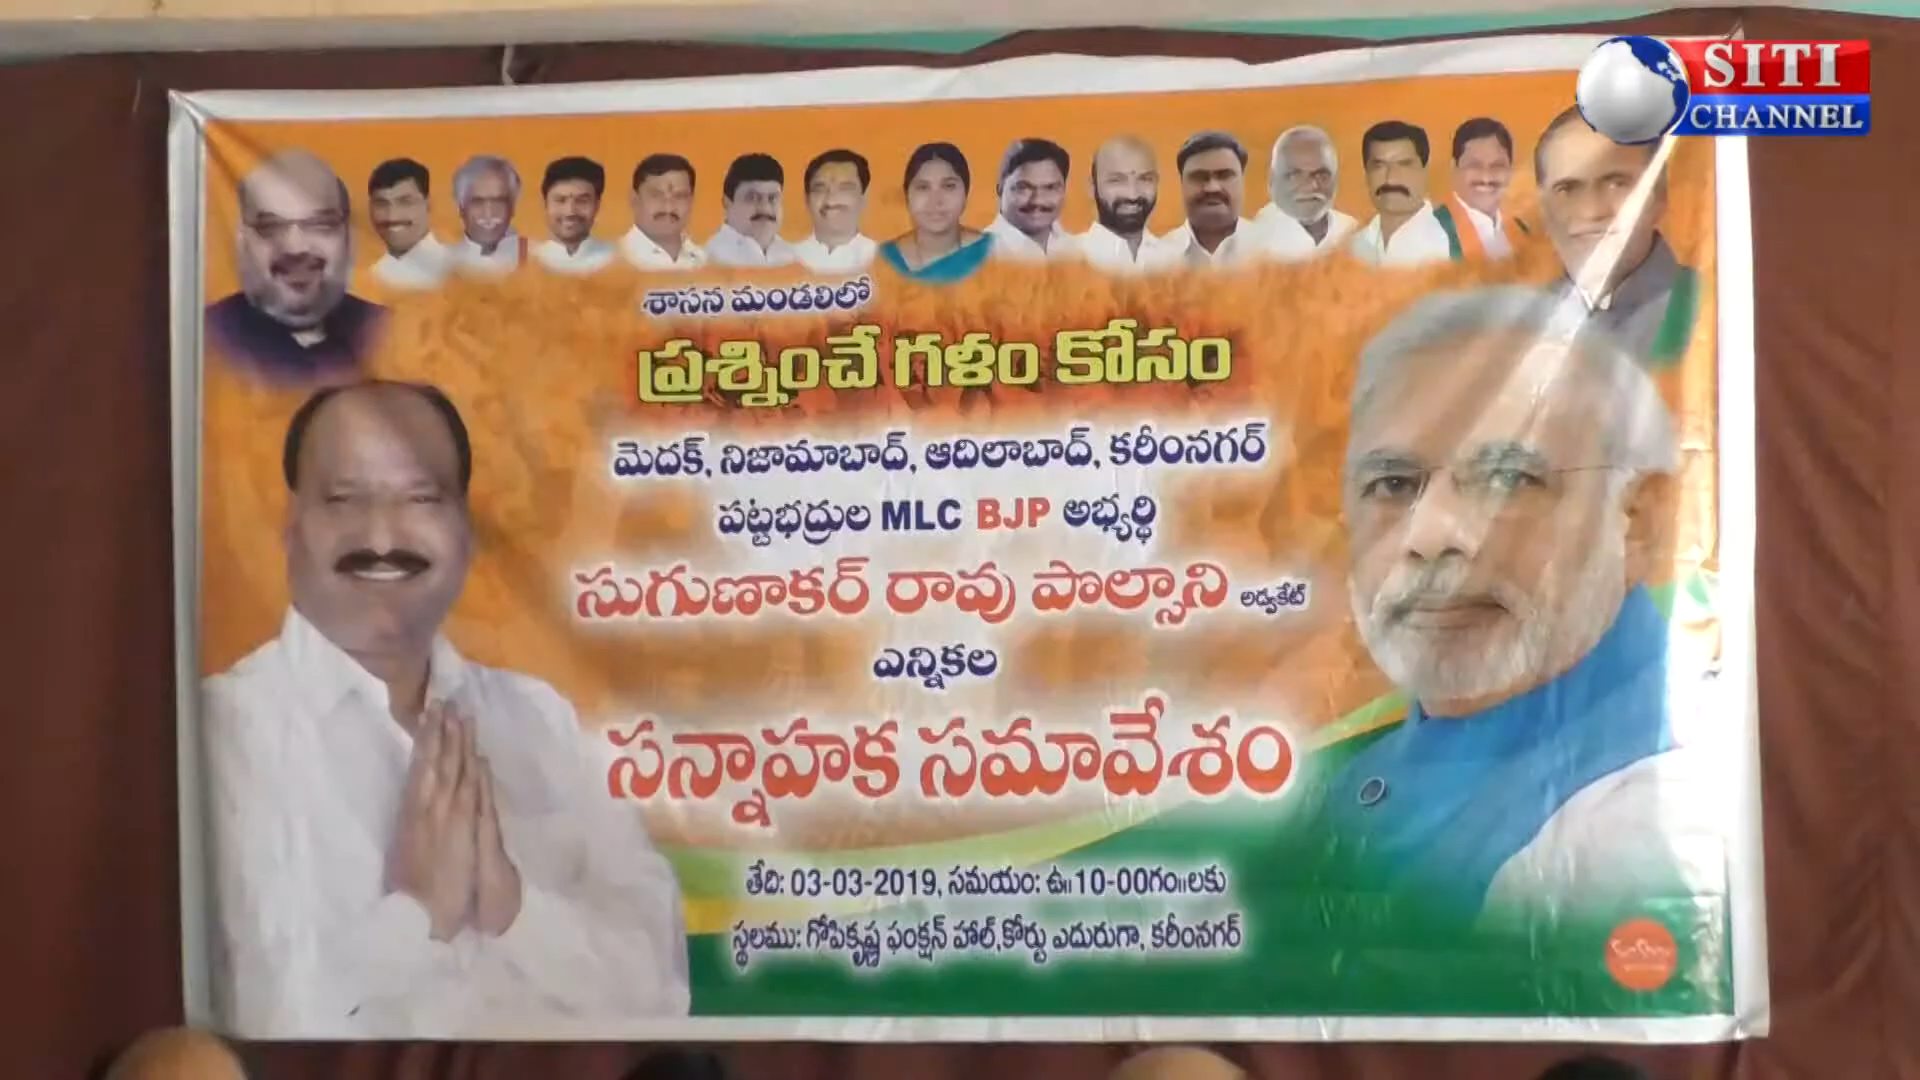 SITI
CHANNEL
శాసన మండలిలో
ప్రశ్నించే గళం కోసం
మెదక్, నిజామాబాద్, ఆదిలాబాద్, కరీంనగర్
పట్టభద్రుల MLC BJP అభ్యర్థి
సుగుణాకర్ రావు పొల్సాని అడ్వకేట్
ఎన్నికల
సన్నాహక సమావేశం
తేది: 03-03-2019, సమయం: ఉ॥10-00గం॥లకు
స్థలము: గోపికృష్ణ ఫంక్షన్ హాల్,కోర్టు ఎదురుగా, కరీంనగర్